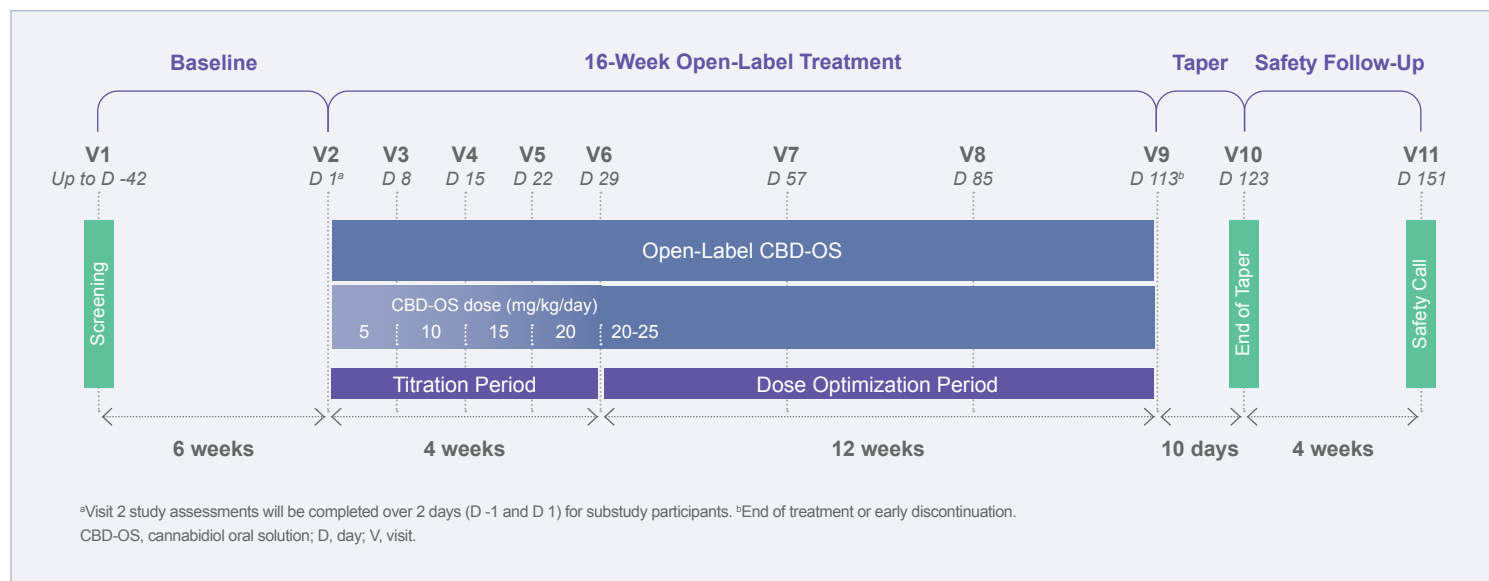 Baseline
16-Week Open-Label Treatment
Taper
Safety Follow-Up
V1
Up to D -42
V2
D 1ᵃ
V3
D 8
V4
D 15
V5
D 22
V6
D 29
V7
D 57
V8
D 85
V9
D 113ᵇ
V10
D 123
V11
D 151
Screening
Open-Label CBD-OS
CBD-OS dose (mg/kg/day)
5 10 15 20 20-25
Titration Period
Dose Optimization Period
End of Taper
Safety Call
6 weeks
4 weeks
12 weeks
10 days
4 weeks
ᵃVisit 2 study assessments will be completed over 2 days (D -1 and D 1) for substudy participants. ᵇEnd of treatment or early discontinuation.
CBD-OS, cannabidiol oral solution; D, day; V, visit.